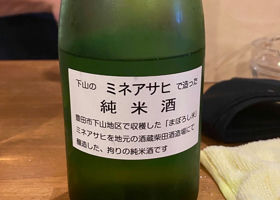 下山の ミネアサヒ で造った
純米酒
豊田市下山地区で収穫した「まぼろし米」
ミネアサヒを地元の酒蔵柴田酒造場にて
醸造した、拘りの純米酒です